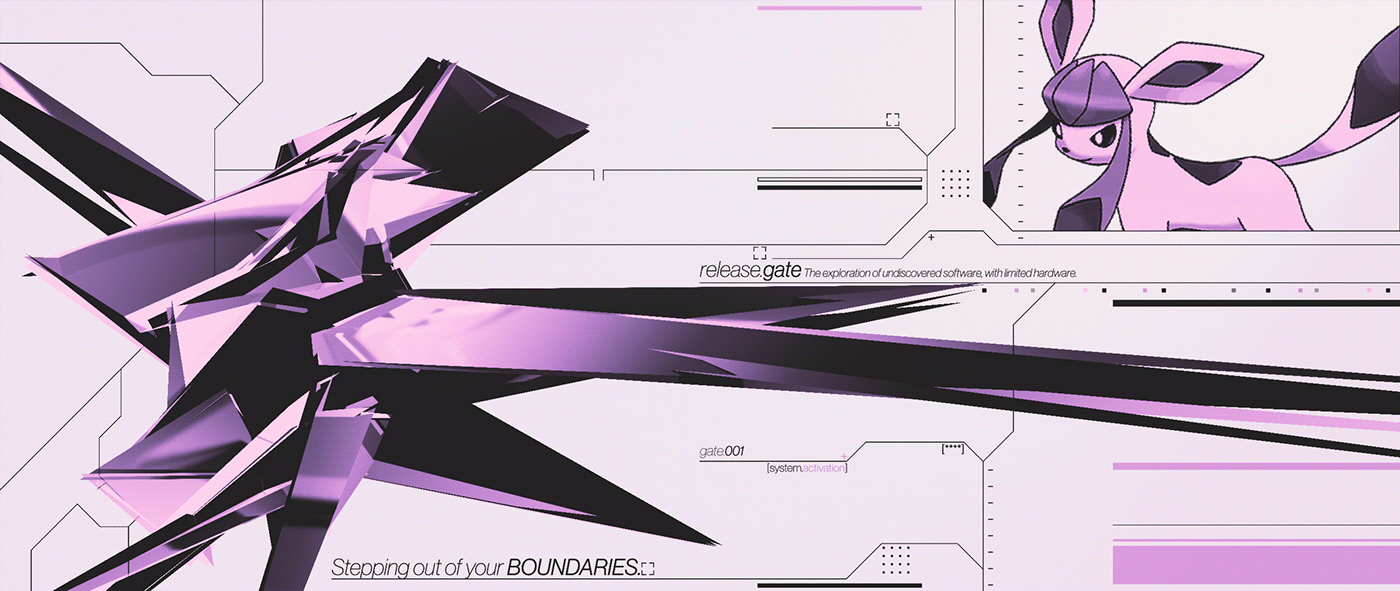 release.gate The exploration of undiscovered software, with limited hardware.
gate.001
[****]
[system.activation]
Stepping out of your BOUNDARIES.